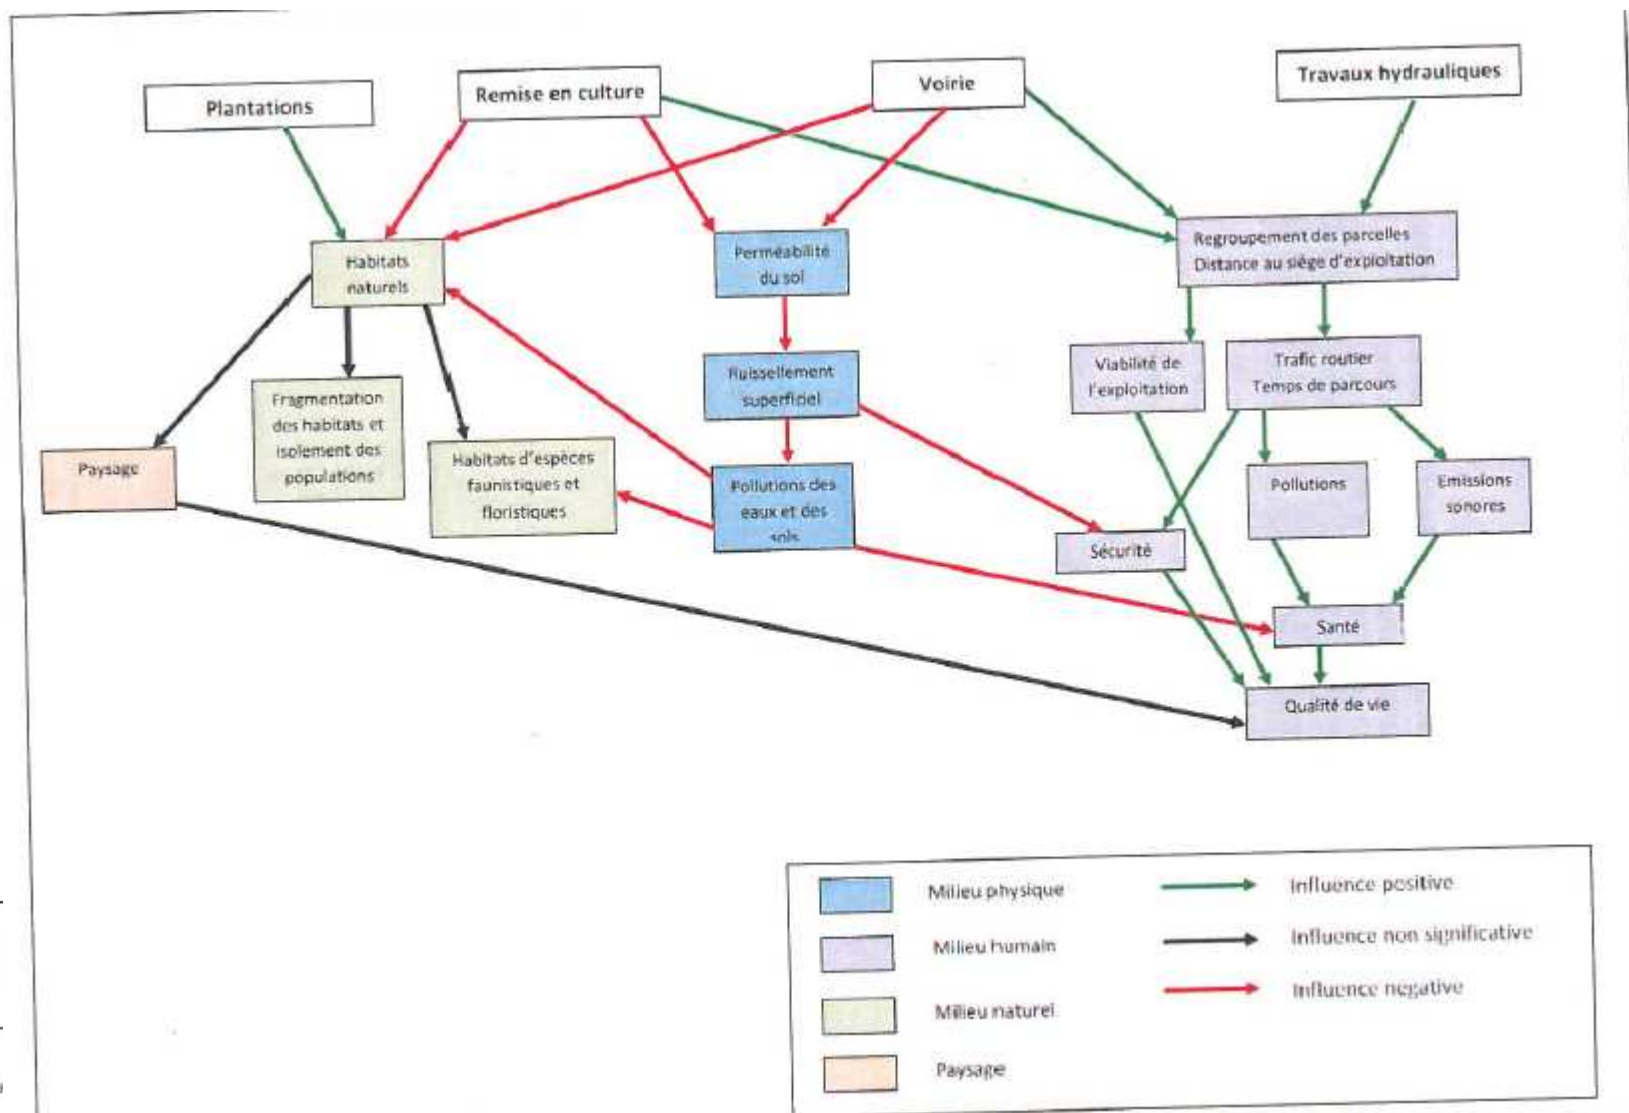 Plantations
Remise en culture
Voirie
Travaux hydrauliques
Habitats
naturels
Perméabilité
du sol
Regroupement des parcelles
Distance au siège d'exploitation
Ruissellement
superficiel
Viabilité de
l'exploitation
Trafic routier
Temps de parcours
Fragmentation
des habitats et
isolement des
populations
Paysage
Habitats d'espèces
faunistiques et
floristiques
Pollutions des
eaux et des
sols
Pollutions
Emissions
sonores
Sécurité
Santé
Qualité de vie
Milieu physique
Influence positive
Milieu humain
Influence non significative
Influence negative
Milieu naturel
Paysage